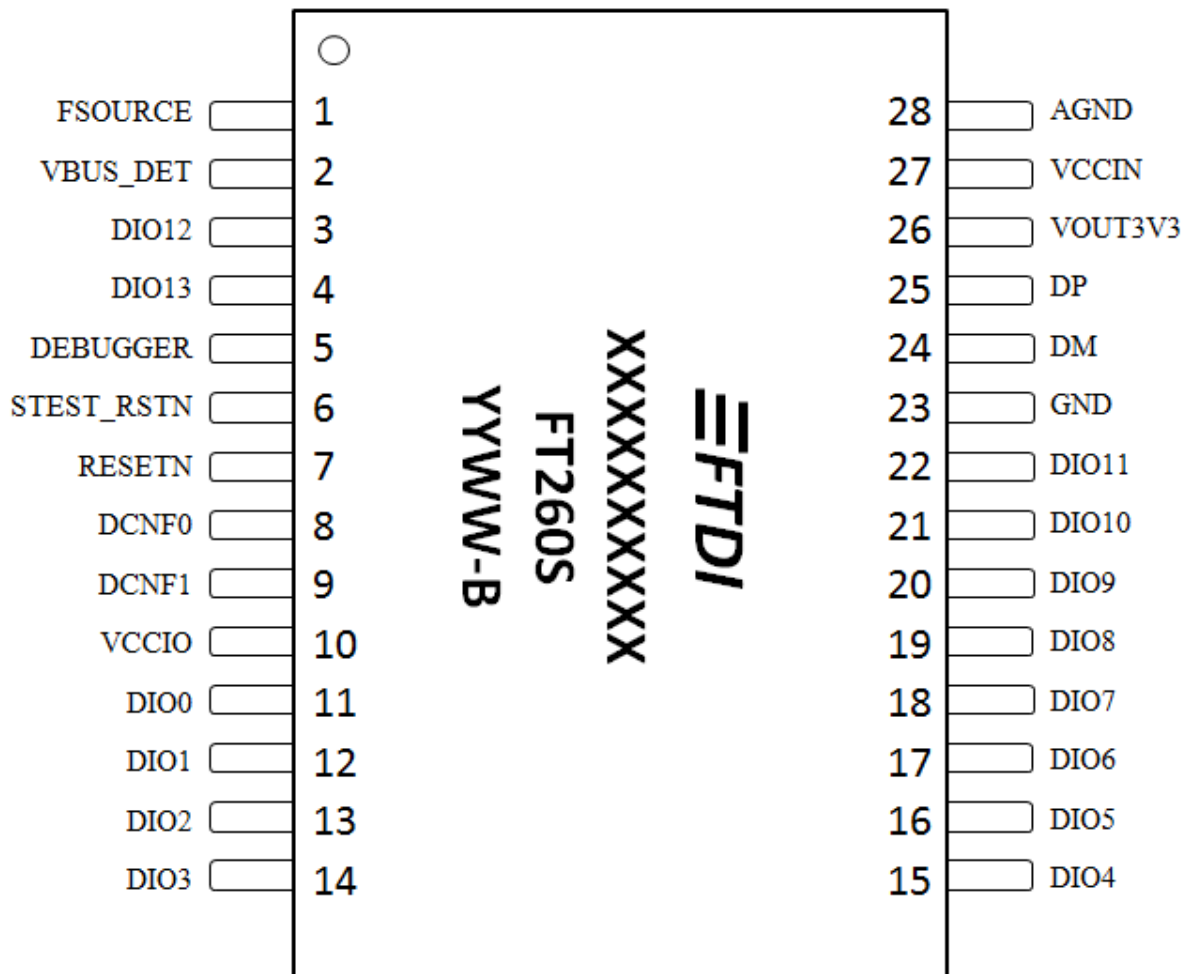 FSOURCE 1 28 AGND
VBUS_DET 2 27 VCCIN
DIO12 3 26 VOUT3V3
DIO13 4 25 DP
DEBUGGER 5 24 DM
STEST_RSTN 6 23 GND
RESETN 7 22 DIO11
DCNF0 8 21 DIO10
DCNF1 9 20 DIO9
VCCIO 10 19 DIO8
DIO0 11 18 DIO7
DIO1 12 17 DIO6
DIO2 13 16 DIO5
DIO3 14 15 DIO4
FTDI
XXXXXXXXXX
FT260S
YYWW-B